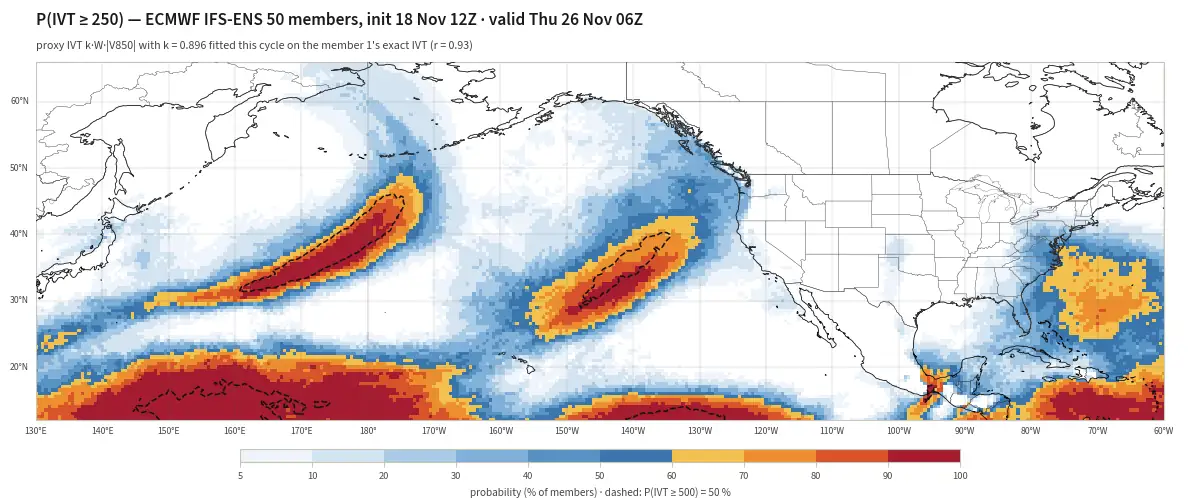 P(IVT ≥ 250) — ECMWF IFS-ENS 50 members, init 18 Nov 12Z · valid Thu 26 Nov 06Z
proxy IVT k·W·|V850| with k = 0.896 fitted this cycle on the member 1's exact IVT (r = 0.93)
60°N
50°N
40°N
30°N
20°N
130°E 140°E 150°E 160°E 170°E 180° 170°W 160°W 150°W 140°W 130°W 120°W 110°W 100°W 90°W 80°W 70°W 60°W
5 10 20 30 40 50 60 70 80 90 100
probability (% of members) · dashed: P(IVT ≥ 500) = 50 %